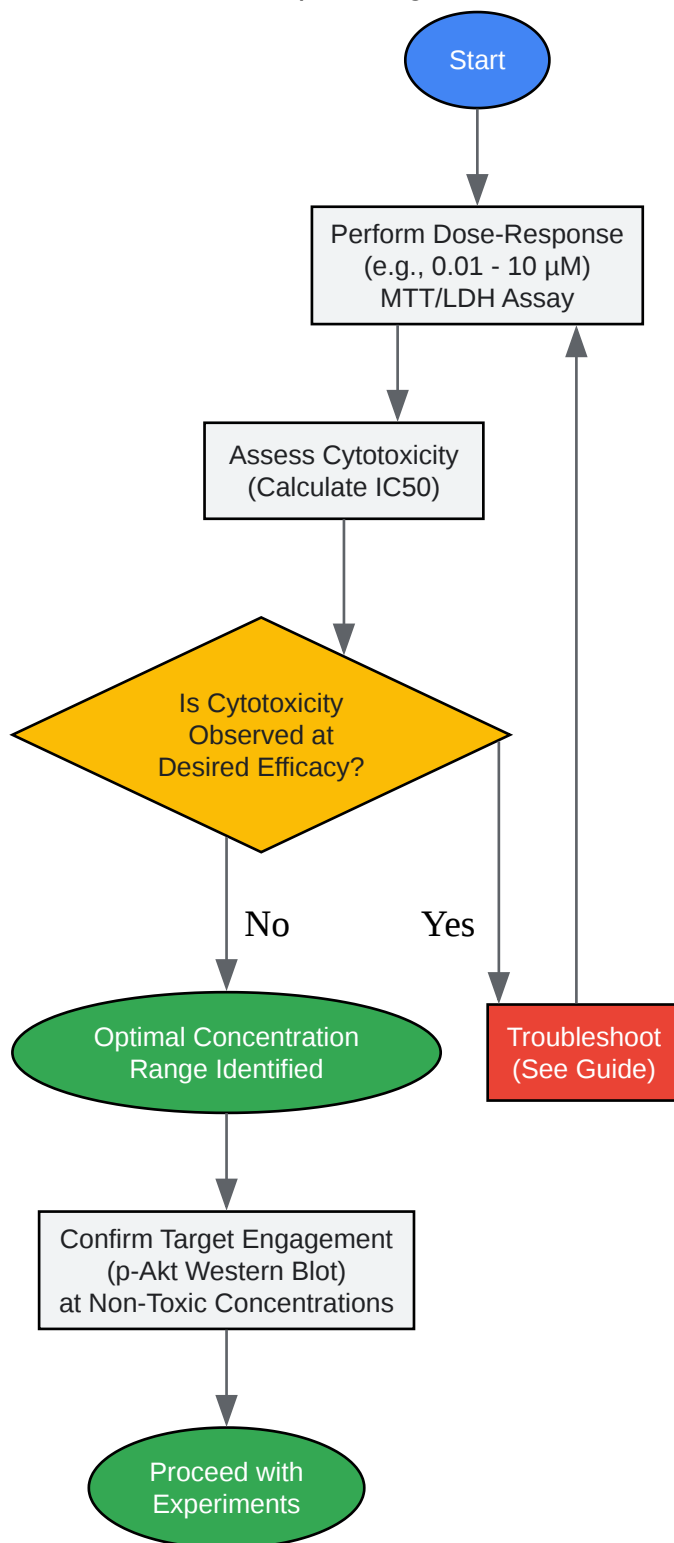 Start
Perform Dose-Response
(e.g., 0.01 - 10 µM)
MTT/LDH Assay
Assess Cytotoxicity
(Calculate IC50)
Is Cytotoxicity
Observed at
Desired Efficacy?
No
Yes
Optimal Concentration
Range Identified
Troubleshoot
(See Guide)
Confirm Target Engagement
(p-Akt Western Blot)
at Non-Toxic Concentrations
Proceed with
Experiments